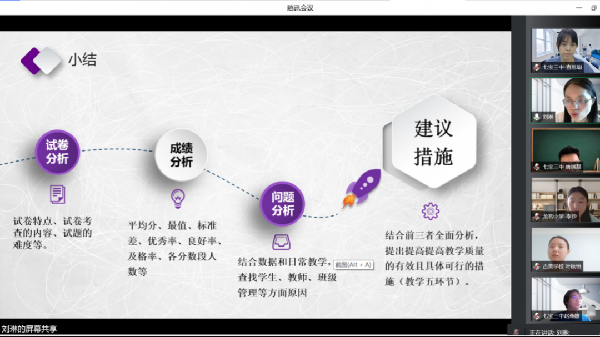 腾讯会议
小结
试卷
分析
试卷特点、试卷考
查的内容、试题的
难度等。
成绩
分析
平均分、最值、标准
差、优秀率、良好率、
及格率、各分数段人
数等
问题
分析
结合数据和日常教学，
查找学生、教师、班级
管理等方面原因
截图(Alt + A)
建议
措施
结合前三者全面分析，
提出提高提高教学质量
的有效且具体可行的措
施（教学五环节）。
刘琳的屏幕共享
刘琳
正在讲话: 刘琳;